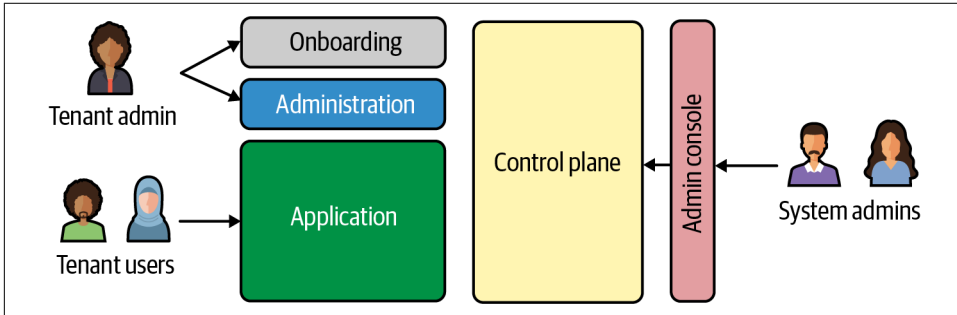 Onboarding
Tenant admin
Administration
Application
Tenant users
Control plane
Admin console
System admins